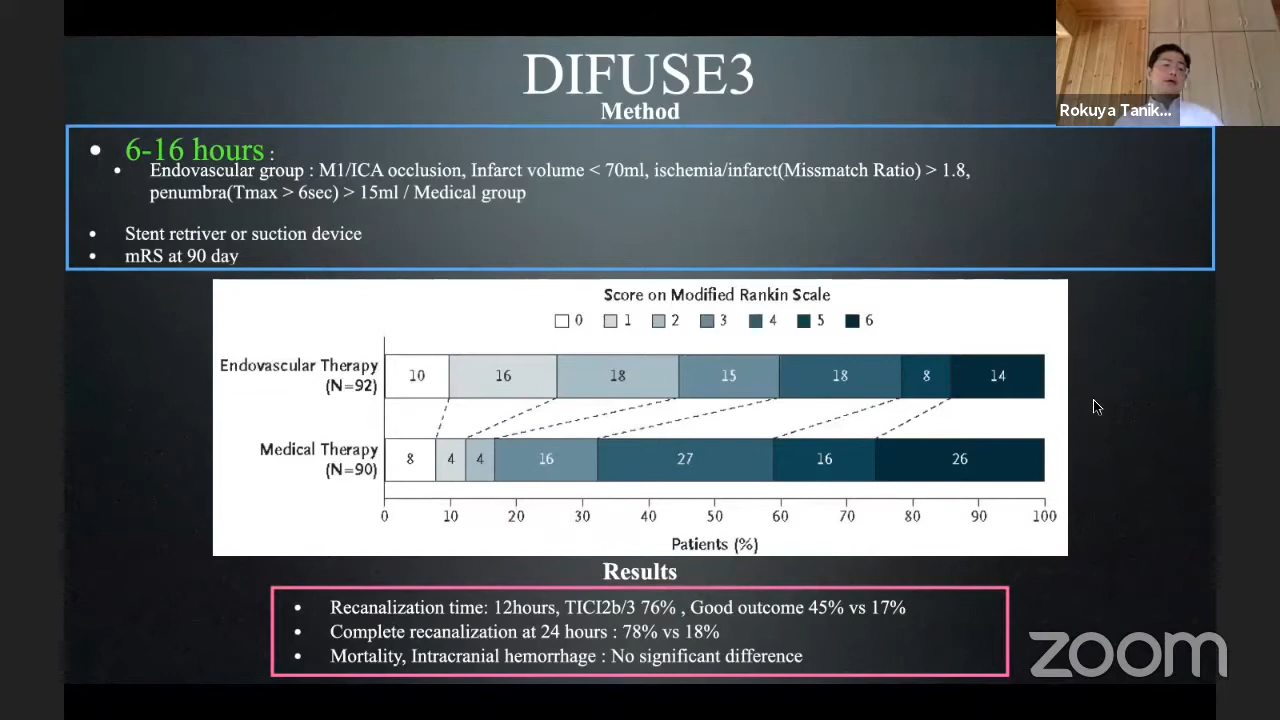 DIFUSE3
Method
Rokuya Tanik...
• 6-16 hours :
• Endovascular group : M1/ICA occlusion, Infarct volume < 70ml, ischemia/infarct(Missmatch Ratio) > 1.8,
penumbra(Tmax > 6sec) > 15ml / Medical group
• Stent retriver or suction device
• mRS at 90 day
Score on Modified Rankin Scale
0 1 2 3 4 5 6
Endovascular Therapy
(N=92)
10 16 18 15 18 8 14
Medical Therapy
(N=90)
8 4 4 16 27 16 26
0 10 20 30 40 50 60 70 80 90 100
Patients (%)
Results
• Recanalization time: 12hours, TICI2b/3 76% , Good outcome 45% vs 17%
• Complete recanalization at 24 hours : 78% vs 18%
• Mortality, Intracranial hemorrhage : No significant difference
zoom